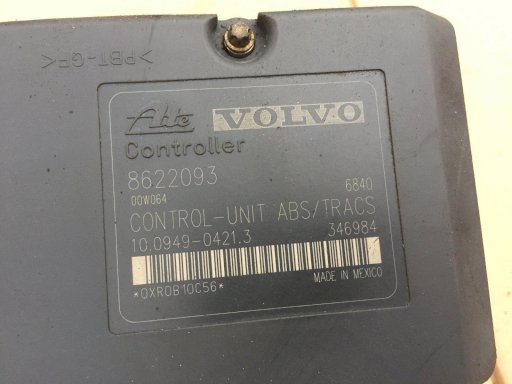 >PBT-GF<
Ate VOLVO
Controller
8622093
00W064 6840
CONTROL-UNIT ABS/TRACS
10.0949-0421.3 346984
*0XR0B10C56* MADE IN MEXICO